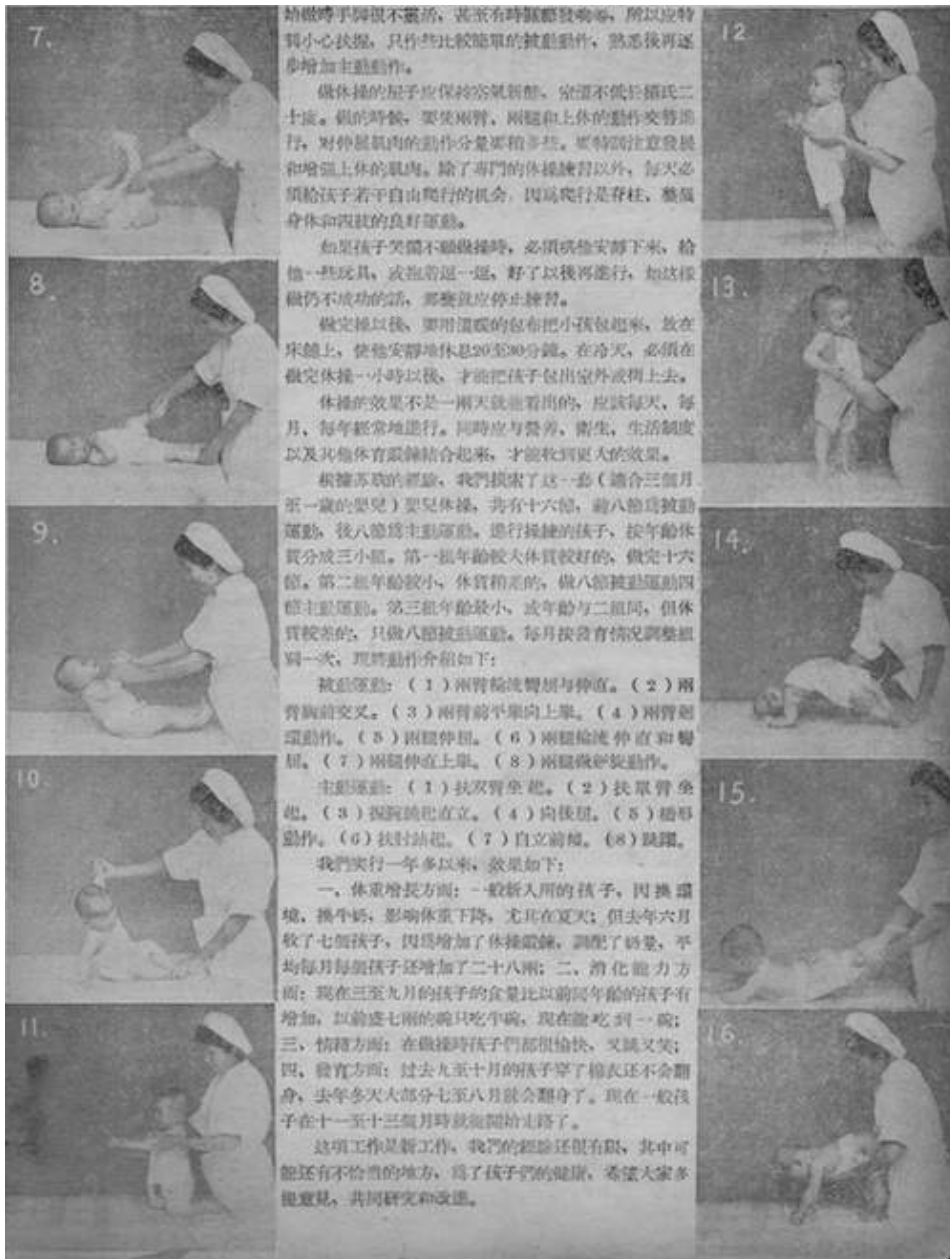 7.
8.
9.
10.
11.
始做時手脚很不靈活，甚至有時關節發响聲，所以应特
別小心扶握，只作些比較簡單的被動動作，熟悉後再逐
步增加主動動作。
做体操的屋子应保持空氣新鮮，室溫不低於攝氏二
十度。做的時候，要使兩臂、兩腿和上体的動作交替進
行，对伸展肌肉的動作分量要稍多些。要特別注意發展
和增强上体的肌肉。除了專門的体操練習以外，每天必
須給孩子若干自由爬行的机会，因爲爬行是脊柱、整個
身体和四肢的良好運動。
如果孩子哭鬧不願做操時，必須哄他安靜下來，給
他一些玩具，或抱着逗一逗，好了以後再進行，如这樣
做仍不成功的話，那麼就应停止練習。
做完操以後，要用溫暖的包布把小孩包起來，放在
床鋪上，使他安靜地休息20至30分鐘。在冷天，必須在
做完体操一小時以後，才能把孩子包出室外或街上去。
体操的效果不是一兩天就能看出的，应該每天、每
月、每年經常地進行。同時应与營养、衛生、生活制度
以及其他体育鍛鍊結合起來，才能收到更大的效果。
根據苏联的經驗，我們摸索了这一套（適合三個月
至一歲的嬰兒）嬰兒体操，共有十六節，前八節爲被動
運動，後八節爲主動運動。進行操練的孩子，按年齡体
質分成三小組。第一組年齡較大体質較好的，做完十六
節。第二組年齡較小，体質稍差的，做八節被動運動四
節主動運動。第三組年齡最小，或年齡与二組同，但体
質較差的，只做八節被動運動。每月按發育情况調整組
別一次，現將動作介紹如下：
被動運動：（1）兩臂輪流彎屈与伸直。（2）兩
臂胸前交叉。（3）兩臂前平舉向上舉。（4）兩臂廻
環動作。（5）兩腿伸屈。（6）兩腿輪流伸直和彎
屈。（7）兩腿伸直上舉。（8）兩腿做動作。
主動運動：（1）扶双臂坐起。（2）扶單臂坐
起。（3）握腕跪起直立。（4）向後屈。（5）橋形
動作。（6）扶肘站起。（7）自立前傾。（8）跳躍。
我們实行一年多以來，效果如下：
一、体重增長方面：一般新入所的孩子，因換環
境，換牛奶，影响体重下降，尤其在夏天；但去年六月
收了七個孩子，因爲增加了体操鍛鍊，調配了奶量，平
均每月每個孩子还增加了二十八兩；二、消化能力方
面：現在三至九月的孩子的食量比以前同年齡的孩子有
增加，以前盛七兩的碗只吃半碗，現在能吃到一碗；
三、情緒方面：在做操時孩子們都很愉快，又跳又笑；
四、發育方面：过去九至十月的孩子穿了棉衣还不会翻
身，去年冬天大部分七至八月就会翻身了。現在一般孩
子在十一至十三個月時就能開始走路了。
这項工作是新工作，我們的經驗还很有限，其中可
能还有不恰當的地方，爲了孩子們的健康，希望大家多
提意見，共同研究和改進。
12
13.
14.
15.
16.